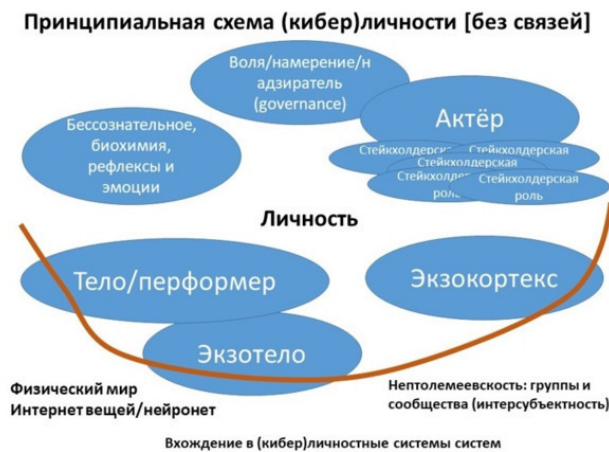 Принципиальная схема (кибер)личности [без связей]
Воля/намерение/н
адзиратель
(governance)
Актёр
Бессознательное,
биохимия,
рефлексы и
эмоции
Стейкхолдерска
Стейкхолдерская
Стейкхолдерская
Стейкхолде
Стейкхолдерская
роль
роль
Личность
Тело/перформер
Экзокортекс
Экзотело
Физический мир
Интернет вещей/нейронет
Нептолемеевскость: группы и
сообщества (интерсубъектность)
Вхождение в (кибер)личностные системы систем